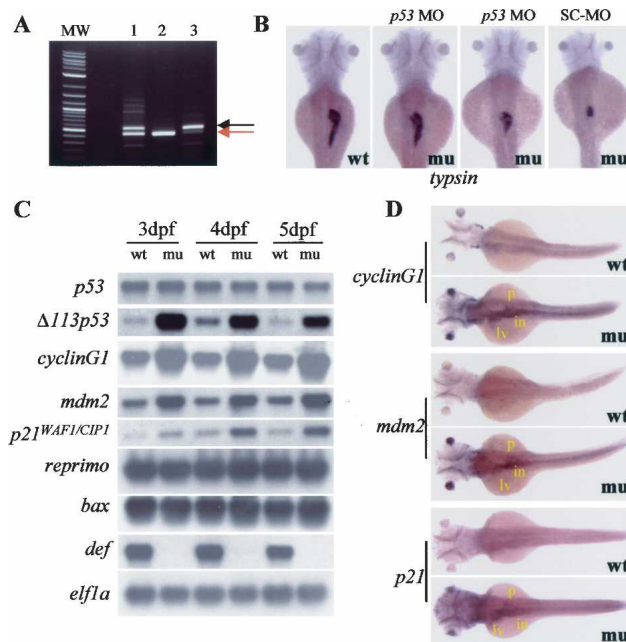 A
MW 1 2 3
B
p53 MO p53 MO SC-MO
wt mu mu mu
typsin
C
3dpf 4dpf 5dpf
wt mu wt mu wt mu
p53
Δ113p53
cyclinG1
mdm2
p21WAF1/CIP1
reprimo
bax
def
elf1a
D
cyclinG1
wt
p
in
lv
mu
mdm2
wt
p
in
lv
mu
p21
wt
p
lv in
mu